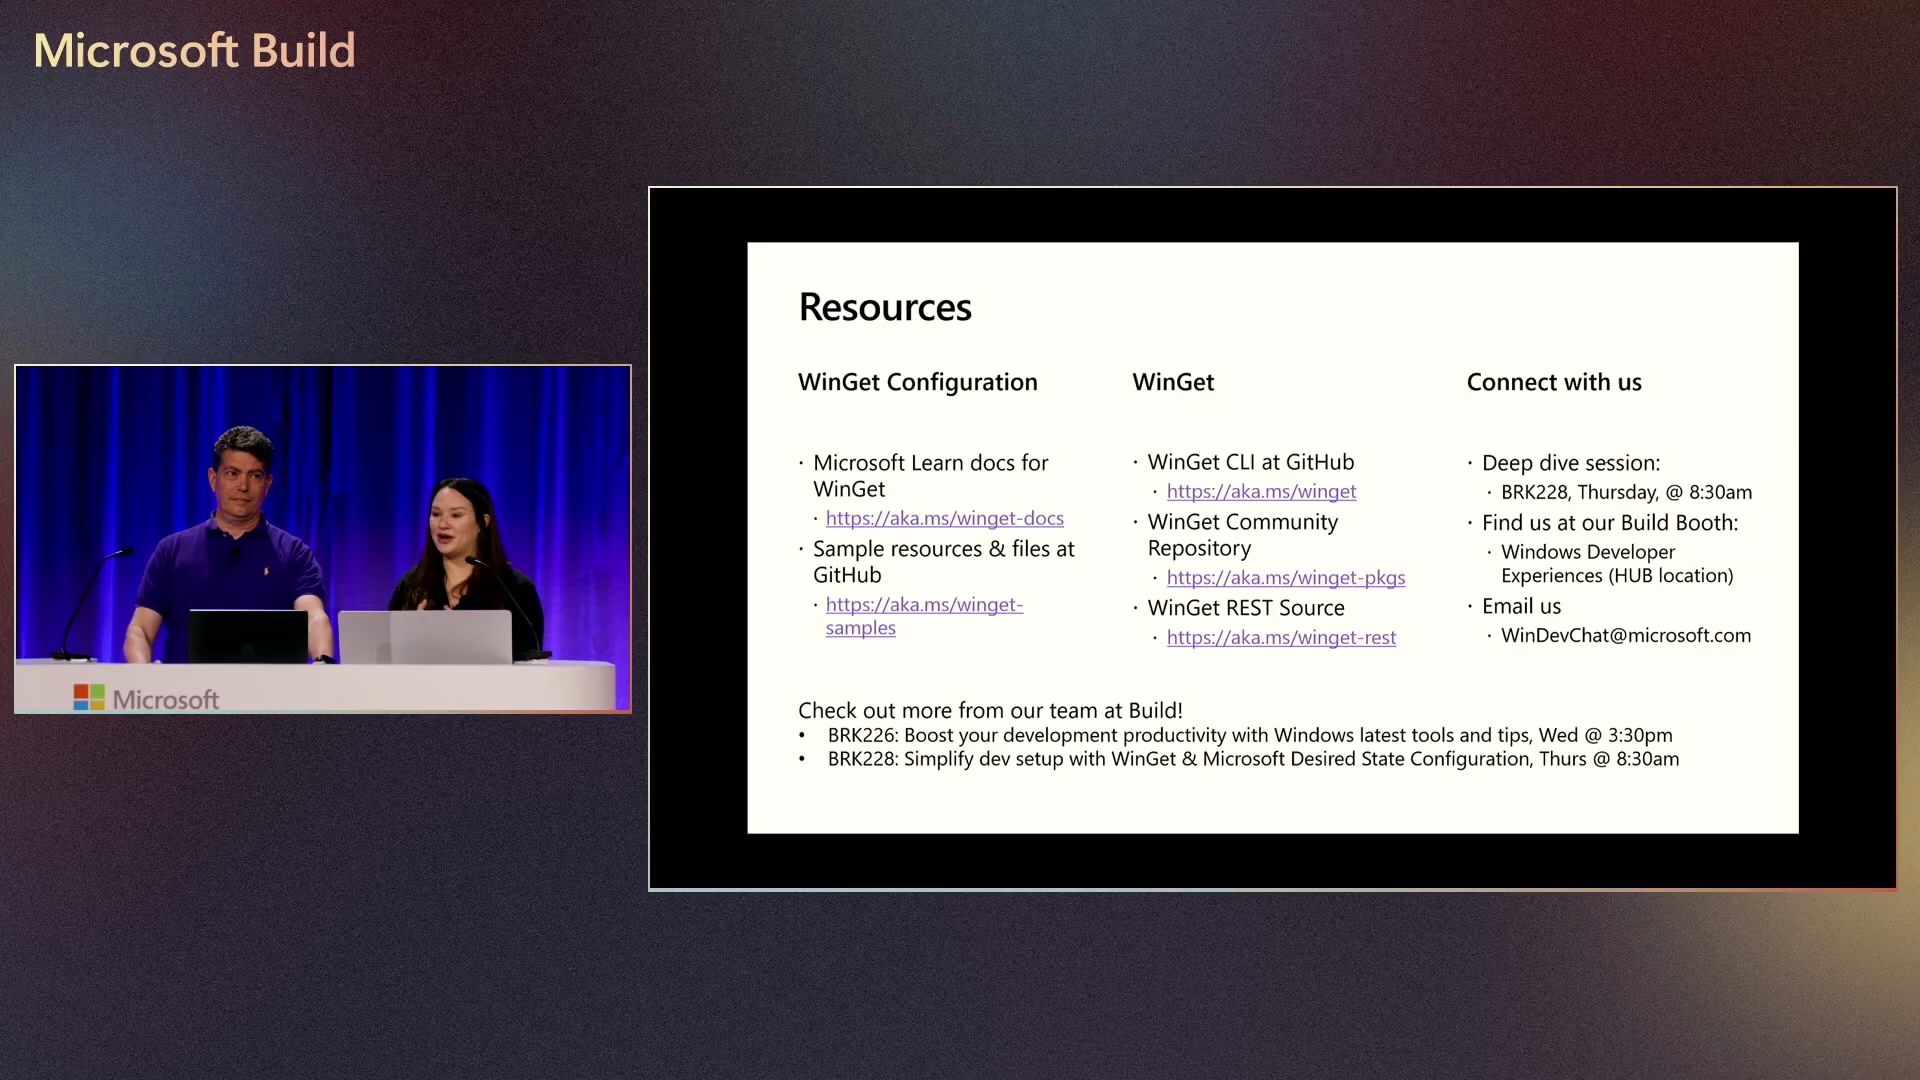 Microsoft Build
Microsoft
Resources
WinGet Configuration
· Microsoft Learn docs for
WinGet
· https://aka.ms/winget-docs
· Sample resources & files at
GitHub
· https://aka.ms/winget-
samples
WinGet
· WinGet CLI at GitHub
· https://aka.ms/winget
· WinGet Community
Repository
· https://aka.ms/winget-pkgs
· WinGet REST Source
· https://aka.ms/winget-rest
Connect with us
· Deep dive session:
· BRK228, Thursday, @ 8:30am
· Find us at our Build Booth:
· Windows Developer
Experiences (HUB location)
· Email us
· WinDevChat@microsoft.com
Check out more from our team at Build!
• BRK226: Boost your development productivity with Windows latest tools and tips, Wed @ 3:30pm
• BRK228: Simplify dev setup with WinGet & Microsoft Desired State Configuration, Thurs @ 8:30am